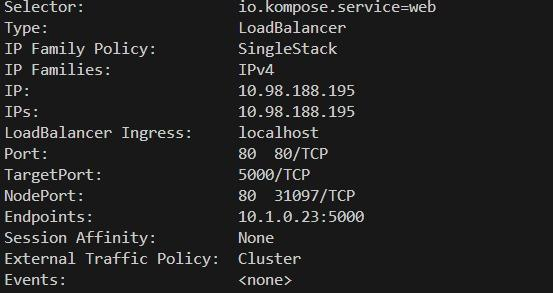 Selector: io.kompose.service=web
Type: LoadBalancer
IP Family Policy: SingleStack
IP Families: IPv4
IP: 10.98.188.195
IPs: 10.98.188.195
LoadBalancer Ingress: localhost
Port: 80 80/TCP
TargetPort: 5000/TCP
NodePort: 80 31097/TCP
Endpoints: 10.1.0.23:5000
Session Affinity: None
External Traffic Policy: Cluster
Events: <none>